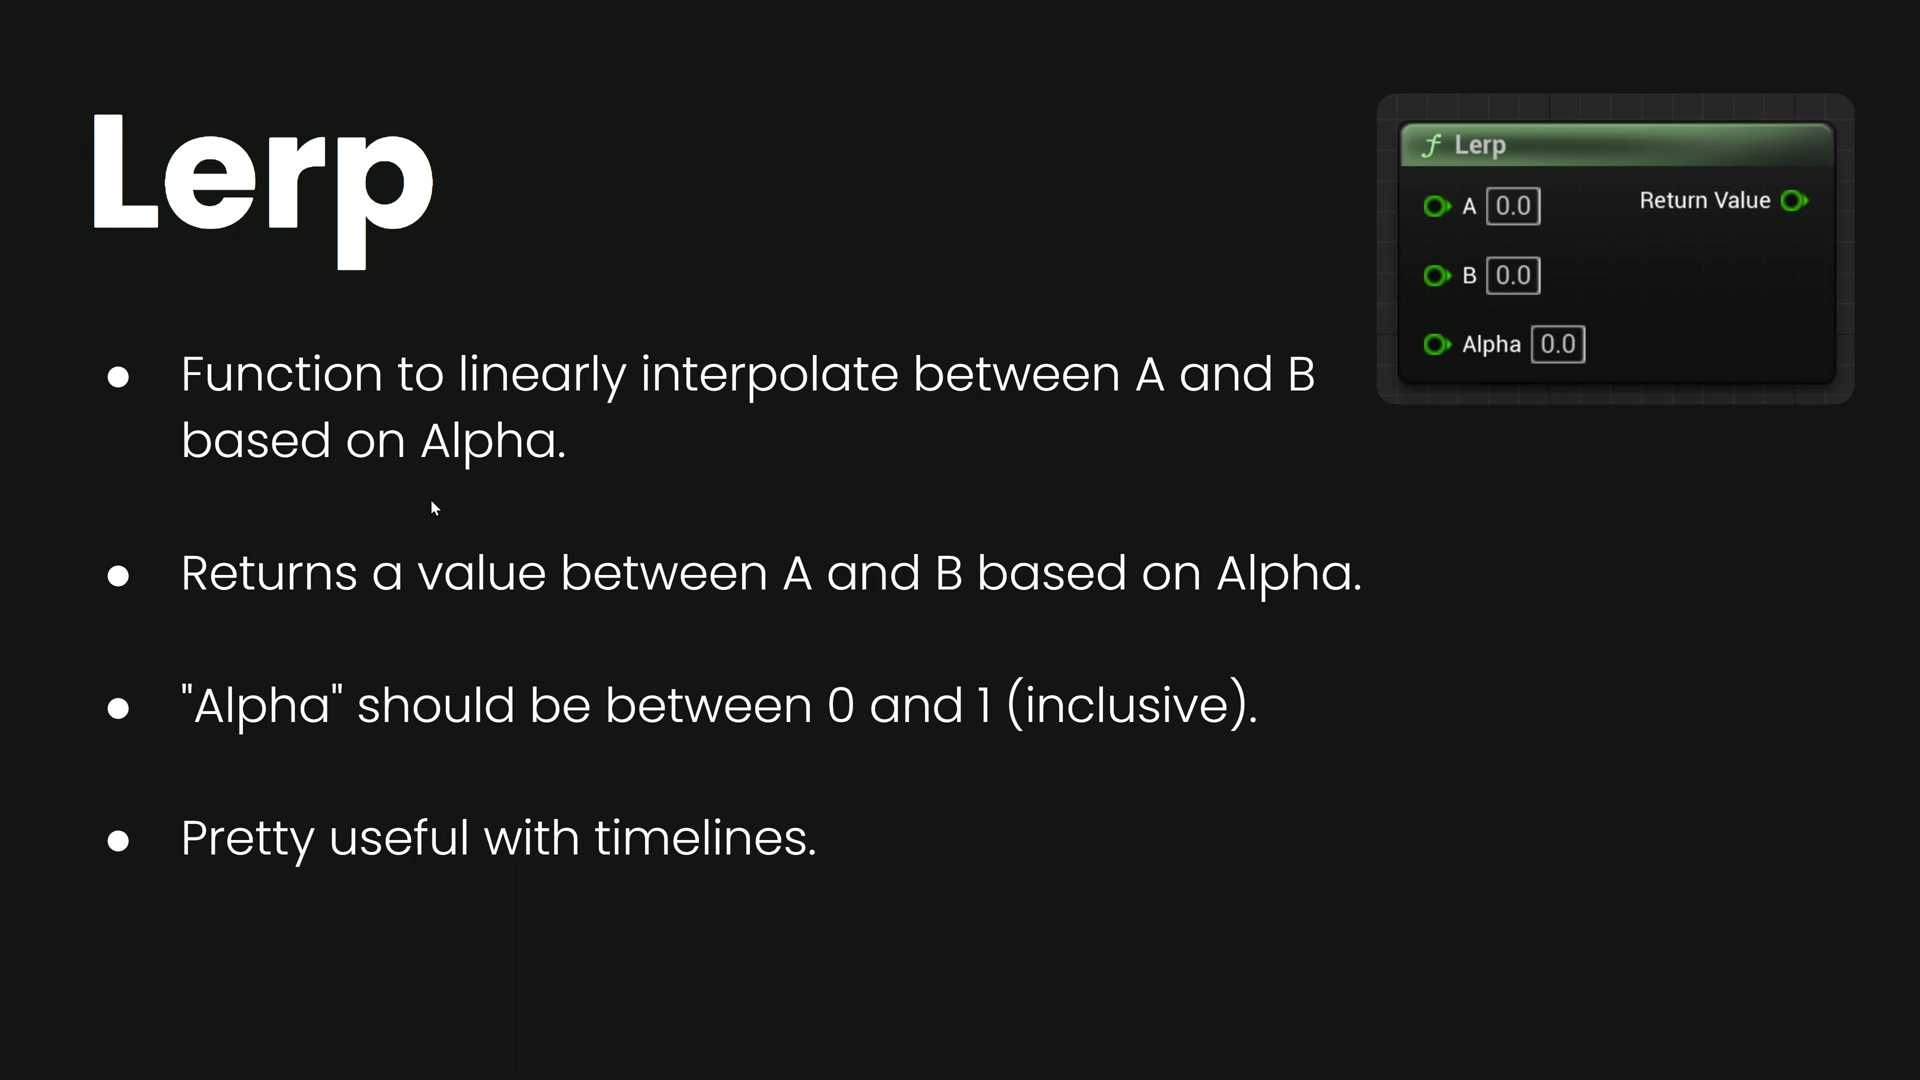 Lerp
● Function to linearly interpolate between A and B
based on Alpha.
● Returns a value between A and B based on Alpha.
● "Alpha" should be between 0 and 1 (inclusive).
● Pretty useful with timelines.
f Lerp
A 0.0 Return Value
B 0.0
Alpha 0.0